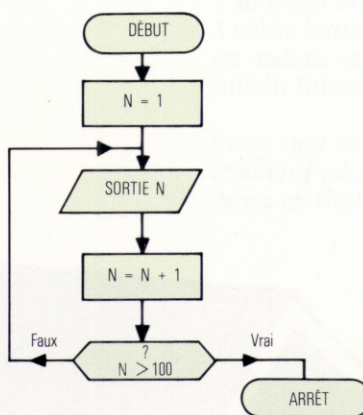 DÉBUT
N = 1
SORTIE N
N = N + 1
Faux
?
Vrai
N > 100
ARRÊT